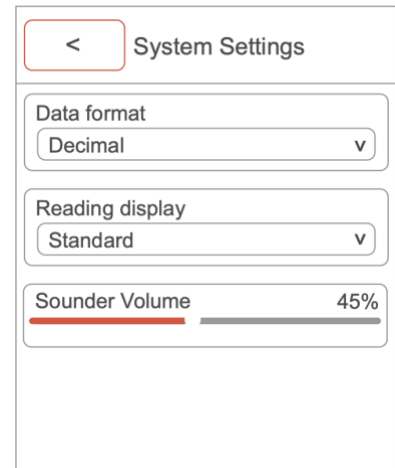 < System Settings
Data format
Decimal v
Reading display
Standard v
Sounder Volume 45%